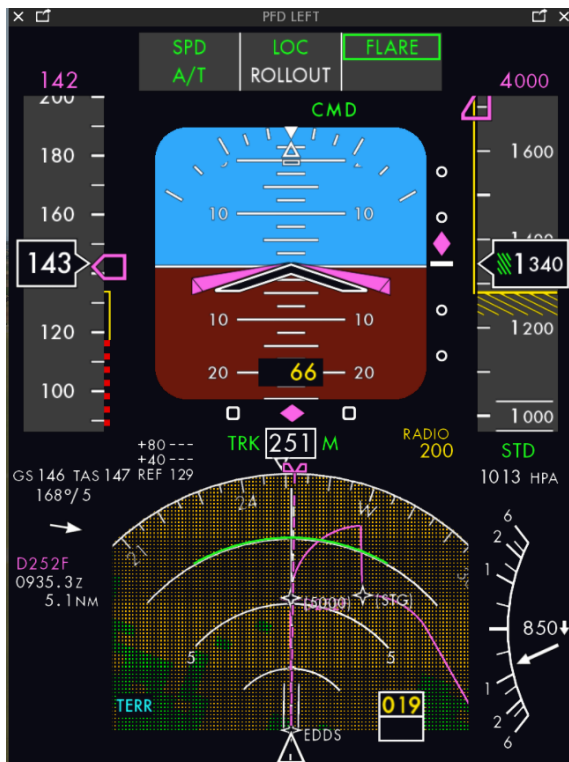 PFD LEFT
SPD LOC FLARE
A/T ROLLOUT
142 4000
CMD
200
180
160
143
120
100
10 10
10 10
20 66 20
1600
1340
1200
1000
TRK 251 M
RADIO
200
STD
1013 HPA
+80 ---
+40 ---
GS 146 TAS 147 REF 129
168°/5
D252F
0935.3Z
5.1NM
21 24 W
(5000) (STG)
5 5
TERR
019
EDDS
6
2
1
850
1
2
6